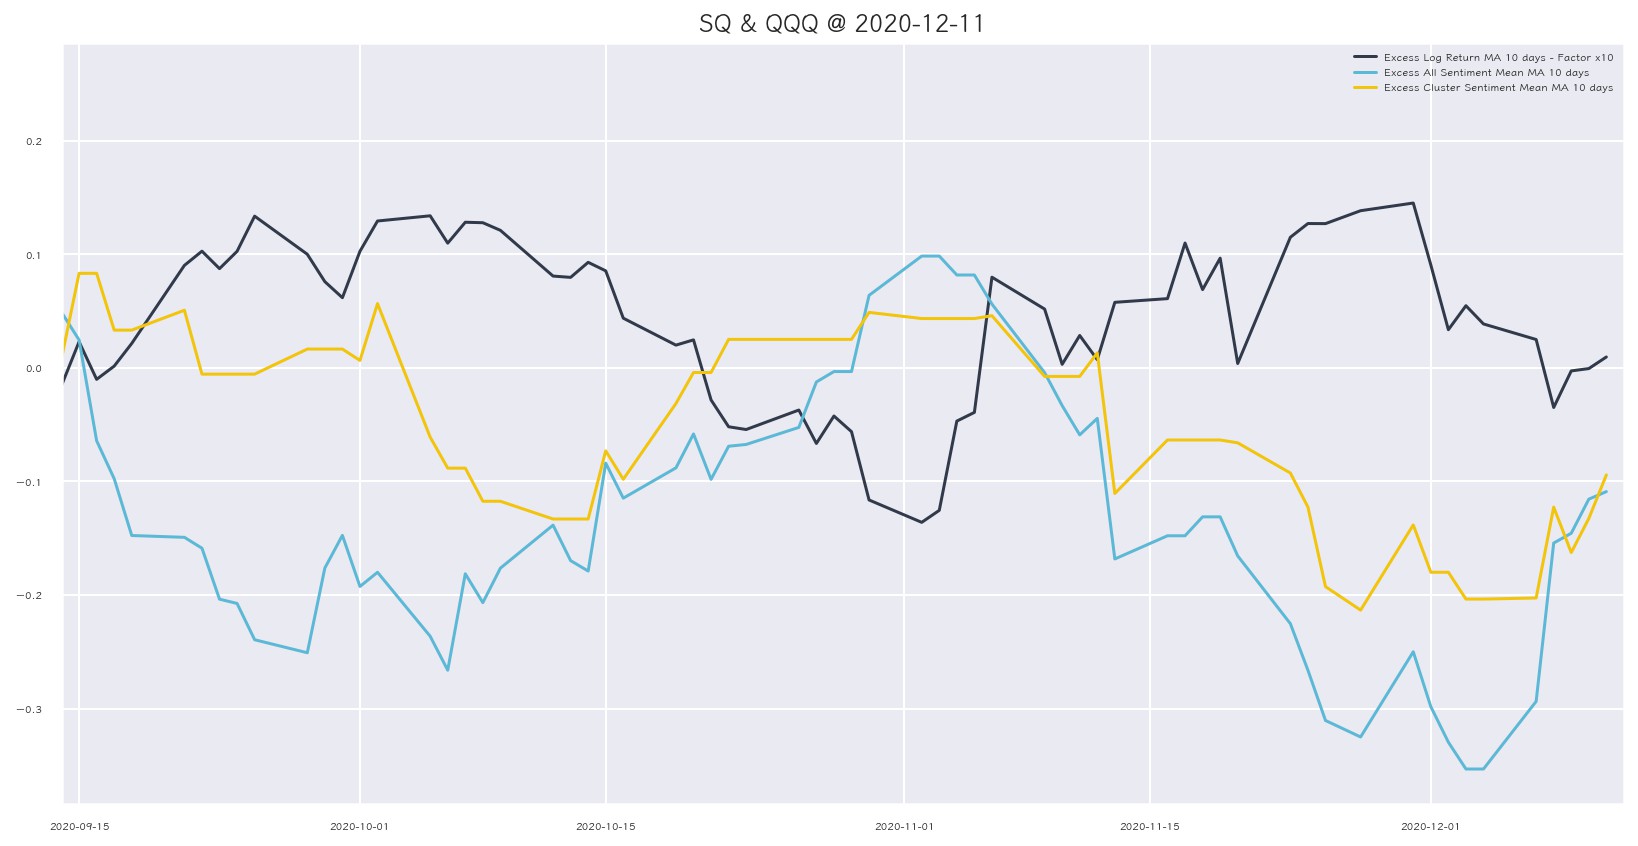 SQ & QQQ @ 2020-12-11
Excess Log Return MA 10 days - Factor x10
Excess All Sentiment Mean MA 10 days
Excess Cluster Sentiment Mean MA 10 days
0.2
0.1
0.0
−0.1
−0.2
−0.3
2020-09-15 2020-10-01 2020-10-15 2020-11-01 2020-11-15 2020-12-01